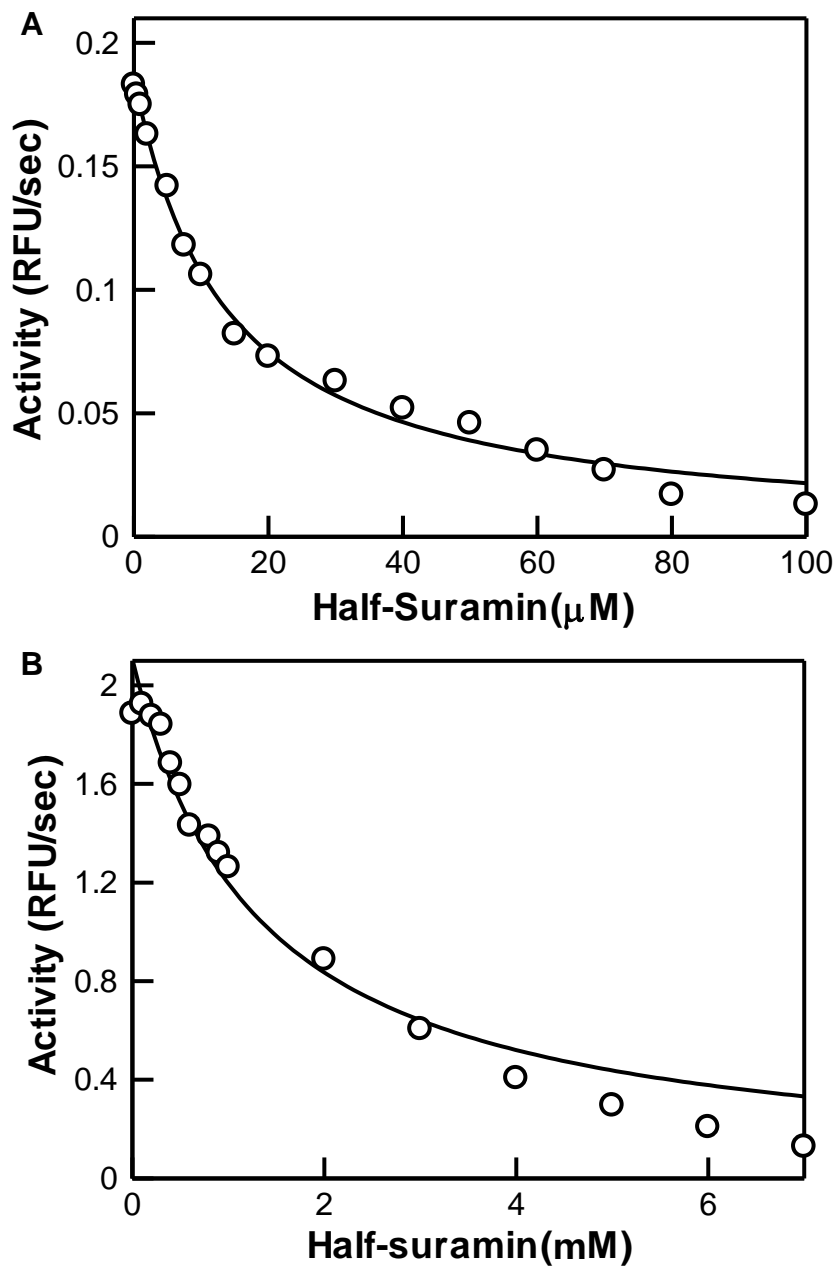 A
0.2
0.15
0.1
0.05
0
Activity (RFU/sec)
0 20 40 60 80 100
Half-Suramin(μM)
B
2
1.6
1.2
0.8
0.4
0
Activity (RFU/sec)
0 2 4 6
Half-suramin(mM)